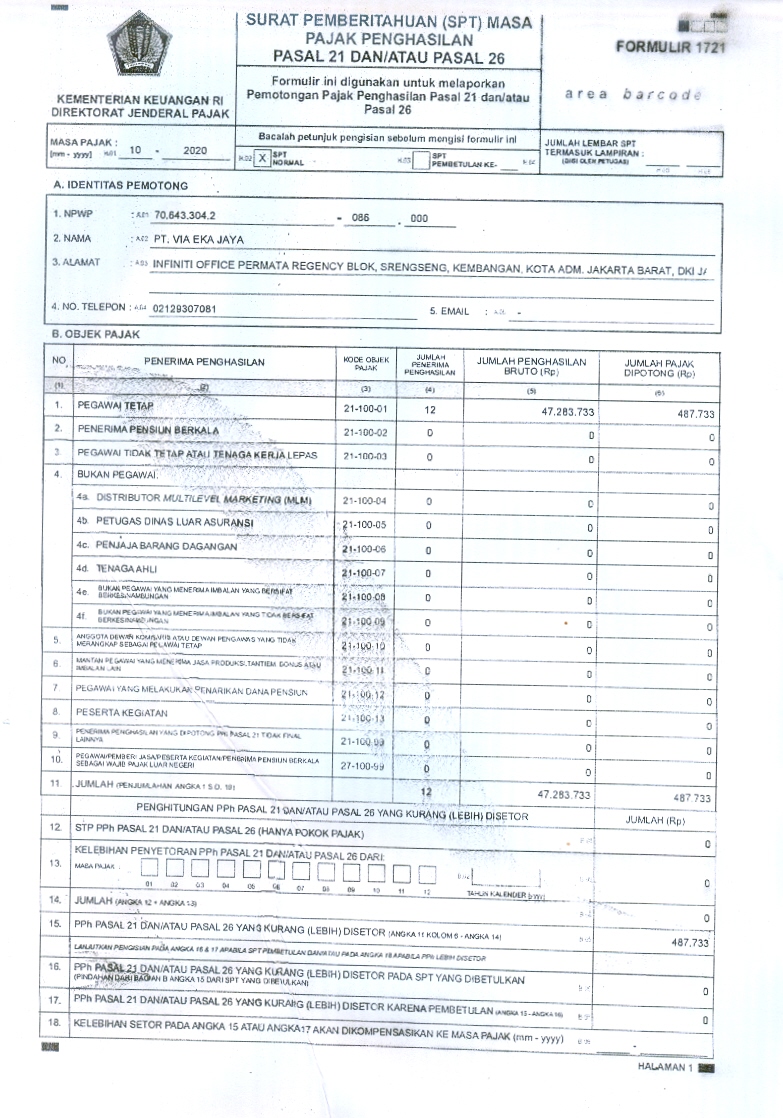 SURAT PEMBERITAHUAN (SPT) MASA
PAJAK PENGHASILAN
PASAL 21 DAN/ATAU PASAL 26
FORMULIR 1721
Formulir ini digunakan untuk melaporkan
Pemotongan Pajak Penghasilan Pasal 21 dan/atau
Pasal 26
area barcode
KEMENTERIAN KEUANGAN RI
DIREKTORAT JENDERAL PAJAK
Bacalah petunjuk pengisian sebelum mengisi formulir ini
MASA PAJAK :
[mm - yyyy] H.01 10 - 2020
H.02 X SPT NORMAL
H.03 SPT PEMBETULAN KE- H.04
JUMLAH LEMBAR SPT
TERMASUK LAMPIRAN :
(DIISI OLEH PETUGAS)
A. IDENTITAS PEMOTONG
1. NPWP : A.01 70.643.304.2 - 086 . 000
2. NAMA : A.02 PT. VIA EKA JAYA
3. ALAMAT : A.03 INFINITI OFFICE PERMATA REGENCY BLOK, SRENGSENG, KEMBANGAN, KOTA ADM. JAKARTA BARAT, DKI JA
4. NO. TELEPON : A.04 02129307081 5. EMAIL : A.05 -
B. OBJEK PAJAK
NO PENERIMA PENGHASILAN KODE OBJEK PAJAK JUMLAH PENERIMA PENGHASILAN JUMLAH PENGHASILAN BRUTO (Rp) JUMLAH PAJAK DIPOTONG (Rp)
(1) (2) (3) (4) (5) (6)
1. PEGAWAI TETAP 21-100-01 12 47.283.733 487.733
2. PENERIMA PENSIUN BERKALA 21-100-02 0 0 0
3. PEGAWAI TIDAK TETAP ATAU TENAGA KERJA LEPAS 21-100-03 0 0 0
4. BUKAN PEGAWAI:
4a. DISTRIBUTOR MULTILEVEL MARKETING (MLM) 21-100-04 0 0 0
4b. PETUGAS DINAS LUAR ASURANSI 21-100-05 0 0 0
4c. PENJAJA BARANG DAGANGAN 21-100-06 0 0 0
4d. TENAGA AHLI 21-100-07 0 0 0
4e. BUKAN PEGAWAI YANG MENERIMA IMBALAN YANG BERSIFAT BERKESINAMBUNGAN 21-100-08 0 0 0
4f. BUKAN PEGAWAI YANG MENERIMA IMBALAN YANG TIDAK BERSIFAT BERKESINAMBUNGAN 21-100-09 0 0 0
5. ANGGOTA DEWAN KOMISARIS ATAU DEWAN PENGAWAS YANG TIDAK MERANGKAP SEBAGAI PEGAWAI TETAP 21-100-10 0 0 0
6. MANTAN PEGAWAI YANG MENERIMA JASA PRODUKSI, TANTIEM, BONUS ATAU IMBALAN LAIN 21-100-11 0 0 0
7 PEGAWAI YANG MELAKUKAN PENARIKAN DANA PENSIUN 21-100-12 0 0 0
8. PESERTA KEGIATAN 21-100-13 0 0 0
9. PENERIMA PENGHASILAN YANG DIPOTONG PPh PASAL 21 TIDAK FINAL LAINNYA 21-100-99 0 0 0
10. PEGAWAI/PEMBERI JASA/PESERTA KEGIATAN/PENERIMA PENSIUN BERKALA SEBAGAI WAJIB PAJAK LUAR NEGERI 27-100-99 0 0 0
11. JUMLAH (PENJUMLAHAN ANGKA 1 S.D. 10) 12 47.283.733 487.733
PENGHITUNGAN PPh PASAL 21 DAN/ATAU PASAL 26 YANG KURANG (LEBIH) DISETOR JUMLAH (Rp)
12. STP PPh PASAL 21 DAN/ATAU PASAL 26 (HANYA POKOK PAJAK) 0
13. KELEBIHAN PENYETORAN PPh PASAL 21 DAN/ATAU PASAL 26 DARI:
MASA PAJAK : 0
01 02 03 04 05 06 07 08 09 10 11 12 TAHUN KALENDER (yyyy)
14. JUMLAH (ANGKA 12 + ANGKA 13) 0
15. PPh PASAL 21 DAN/ATAU PASAL 26 YANG KURANG (LEBIH) DISETOR (ANGKA 11 KOLOM 6 - ANGKA 14) 487.733
LANJUTKAN PENGISIAN PADA ANGKA 16 & 17 APABILA SPT PEMBETULAN DAN/ATAU PADA ANGKA 18 APABILA PPh LEBIH DISETOR
16. PPh PASAL 21 DAN/ATAU PASAL 26 YANG KURANG (LEBIH) DISETOR PADA SPT YANG DIBETULKAN
(PINDAHAN DARI BAGIAN B ANGKA 15 DARI SPT YANG DIBETULKAN) 0
17. PPh PASAL 21 DAN/ATAU PASAL 26 YANG KURANG (LEBIH) DISETOR KARENA PEMBETULAN (ANGKA 15 - ANGKA 16) 0
18. KELEBIHAN SETOR PADA ANGKA 15 ATAU ANGKA 17 AKAN DIKOMPENSASIKAN KE MASA PAJAK (mm - yyyy) -
HALAMAN 1